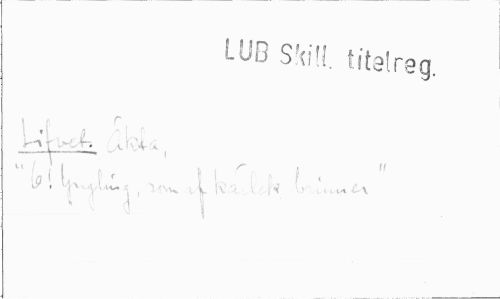 LUB Skill. titelreg.
Lifvet. Äkta,
"O! Yngling, som af kärlek brinner"